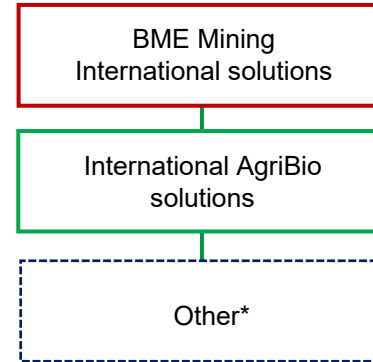 BME Mining
International solutions
International AgriBio
solutions
Other*